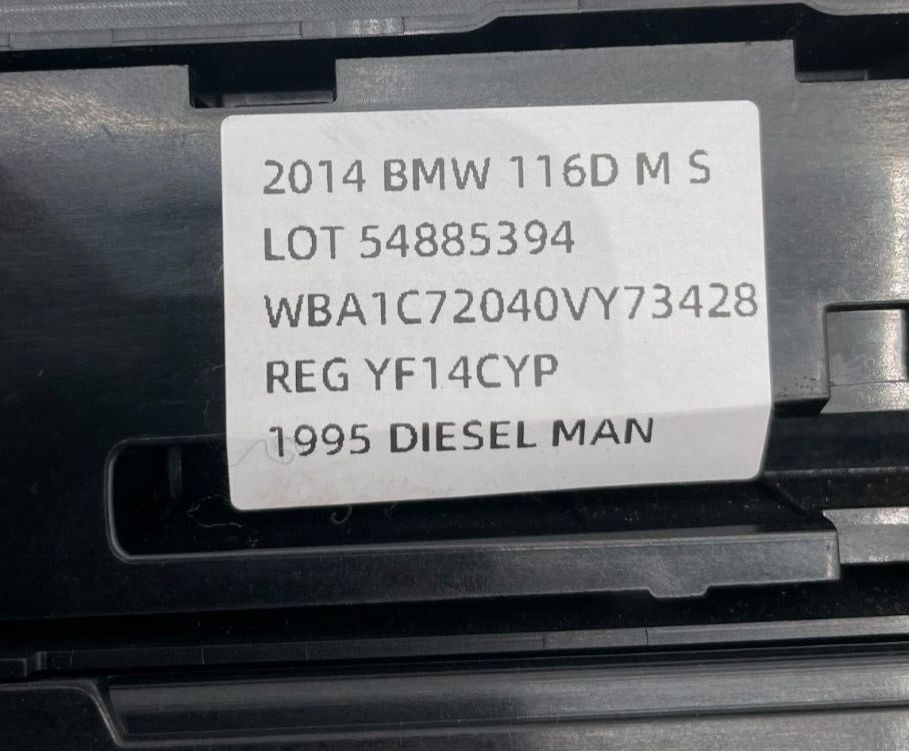 2014 BMW 116D M S
LOT 54885394
WBA1C72040VY73428
REG YF14CYP
1995 DIESEL MAN